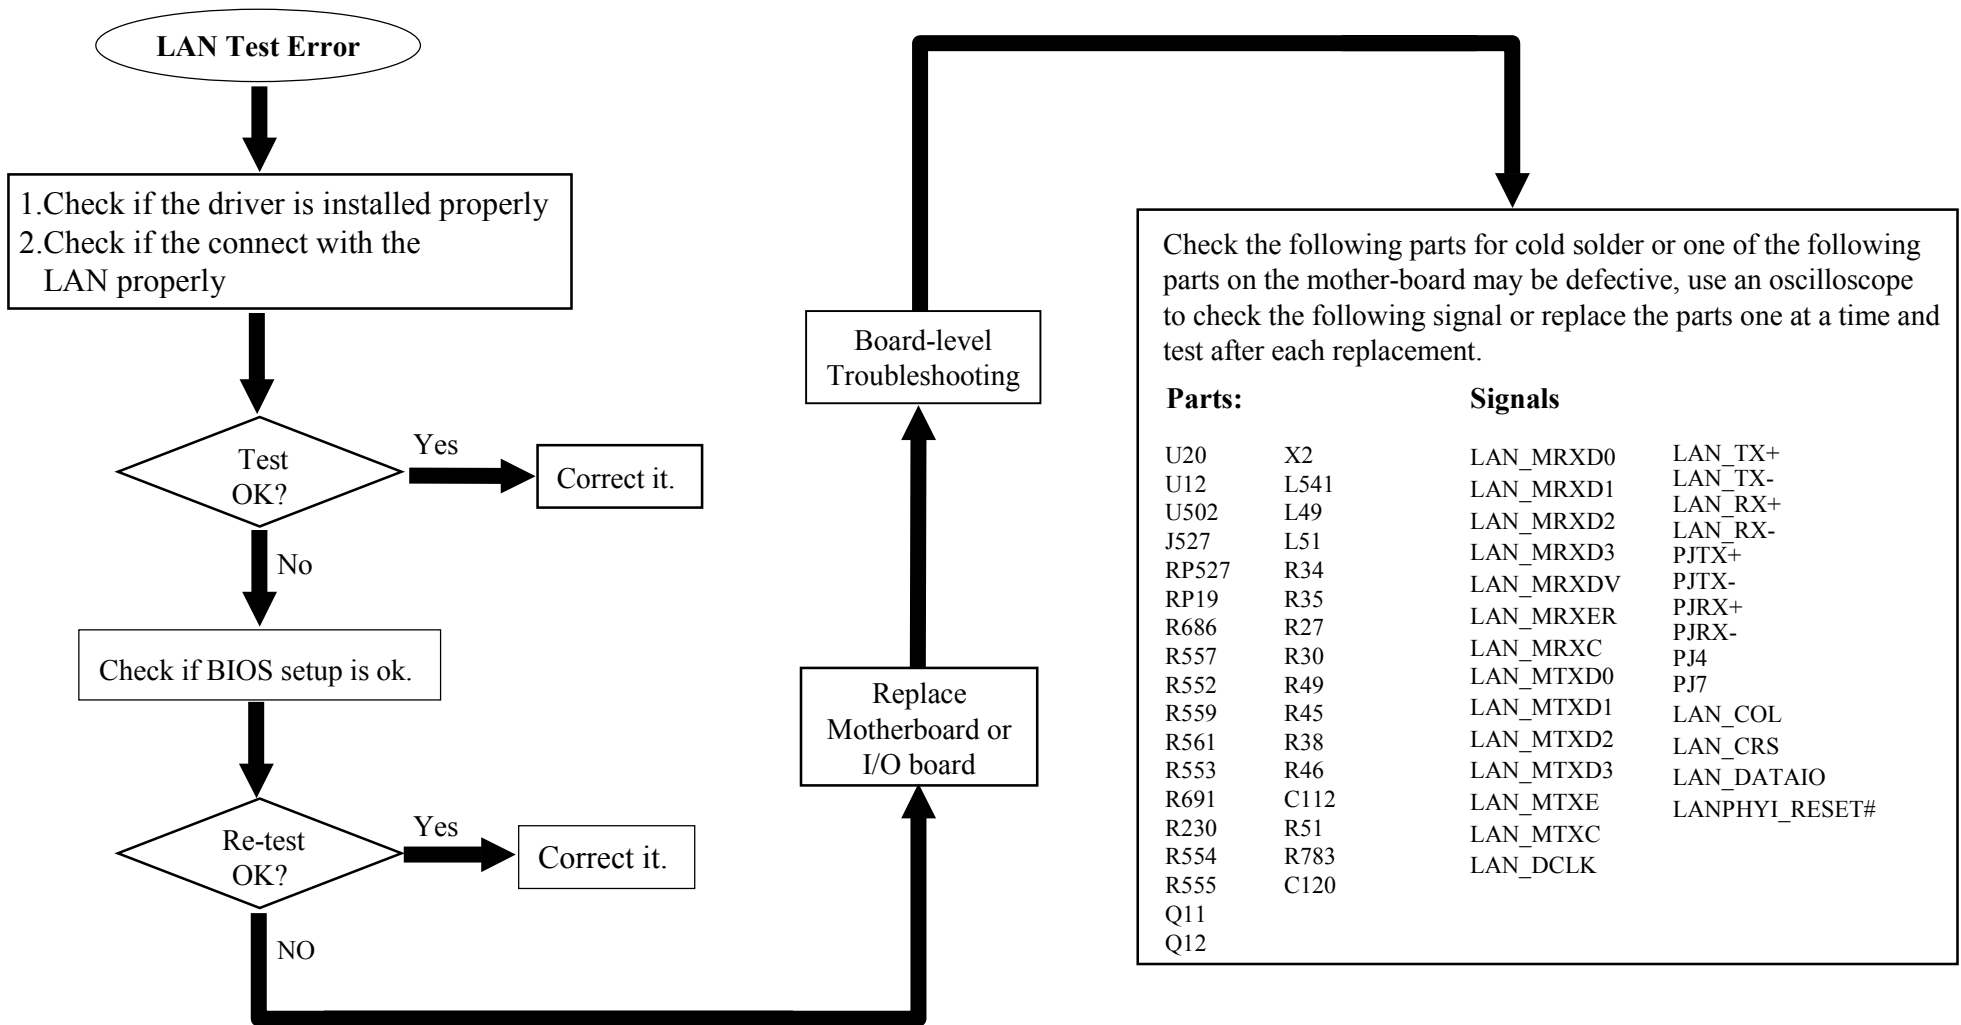 LAN Test Error
1.Check if the driver is installed properly
2.Check if the connect with the
LAN properly
Test
OK?
Yes
Correct it.
No
Check if BIOS setup is ok.
Re-test
OK?
Yes
Correct it.
NO
Replace
Motherboard or
I/O board
Board-level
Troubleshooting
Check the following parts for cold solder or one of the following
parts on the mother-board may be defective, use an oscilloscope
to check the following signal or replace the parts one at a time and
test after each replacement.
Parts:
U20
U12
U502
J527
RP527
RP19
R686
R557
R552
R559
R561
R553
R691
R230
R554
R555
Q11
Q12
X2
L541
L49
L51
R34
R35
R27
R30
R49
R45
R38
R46
C112
R51
R783
C120
Signals
LAN_MRXD0
LAN_MRXD1
LAN_MRXD2
LAN_MRXD3
LAN_MRXDV
LAN_MRXER
LAN_MRXC
LAN_MTXD0
LAN_MTXD1
LAN_MTXD2
LAN_MTXD3
LAN_MTXE
LAN_MTXC
LAN_DCLK
LAN_TX+
LAN_TX-
LAN_RX+
LAN_RX-
PJTX+
PJTX-
PJRX+
PJRX-
PJ4
PJ7
LAN_COL
LAN_CRS
LAN_DATAIO
LANPHYI_RESET#